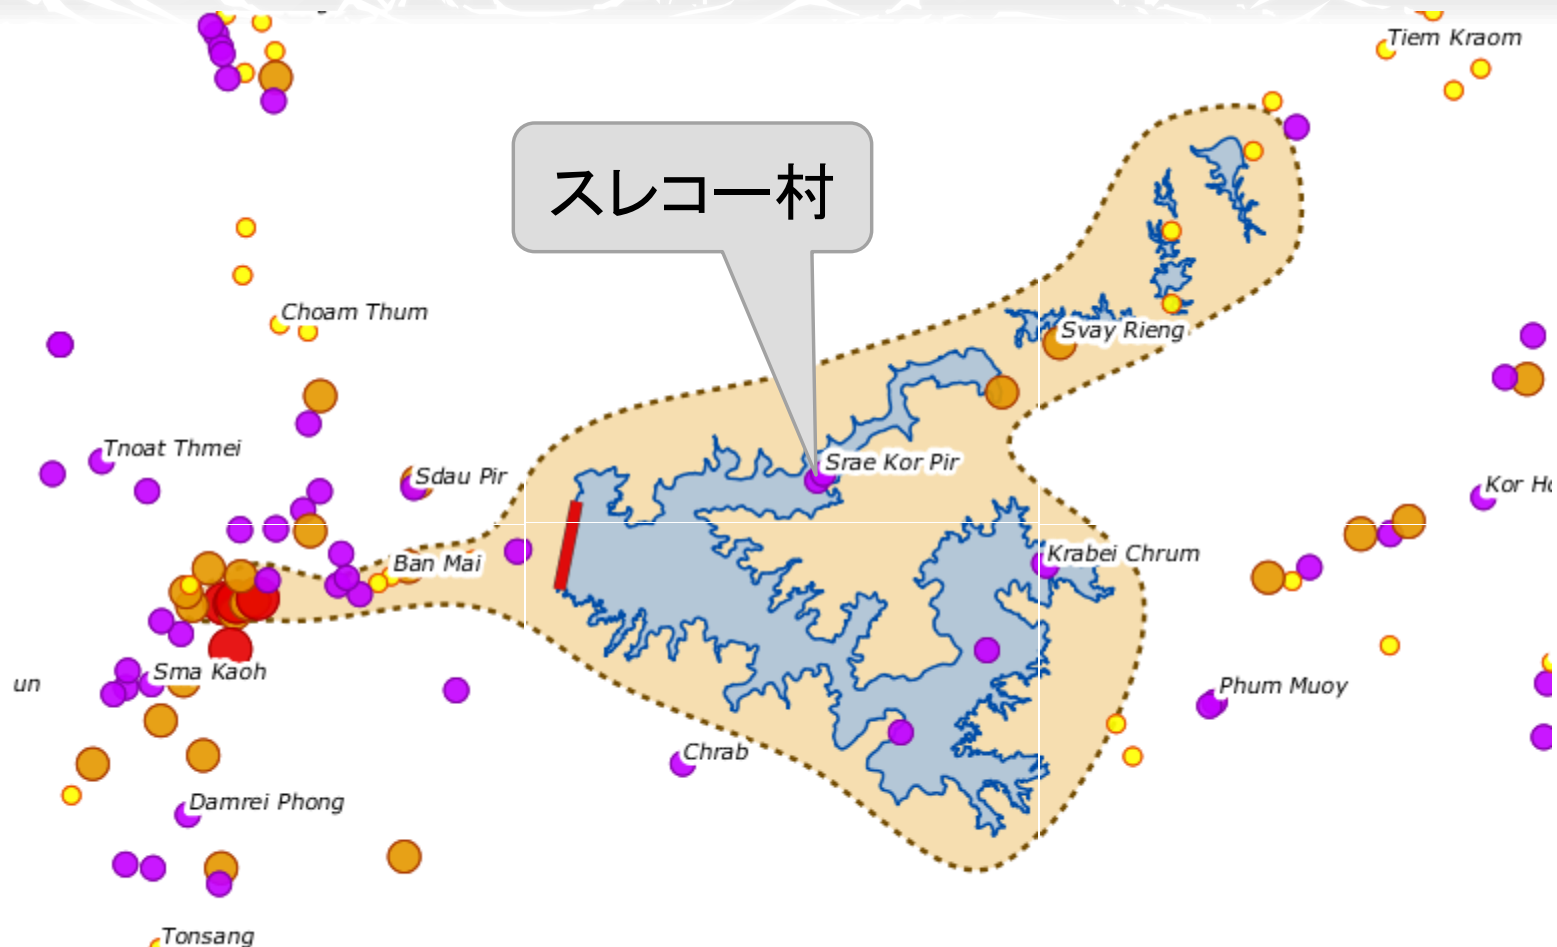 Tiem Kraom
スレコー村
Choam Thum
Svay Rieng
Tnoat Thmei
Sdau Pir
Srae Kor Pir
Kor Ho
Ban Mai
Krabei Chrum
Sma Kaoh
un
Phum Muoy
Chrab
Damrei Phong
Tonsang